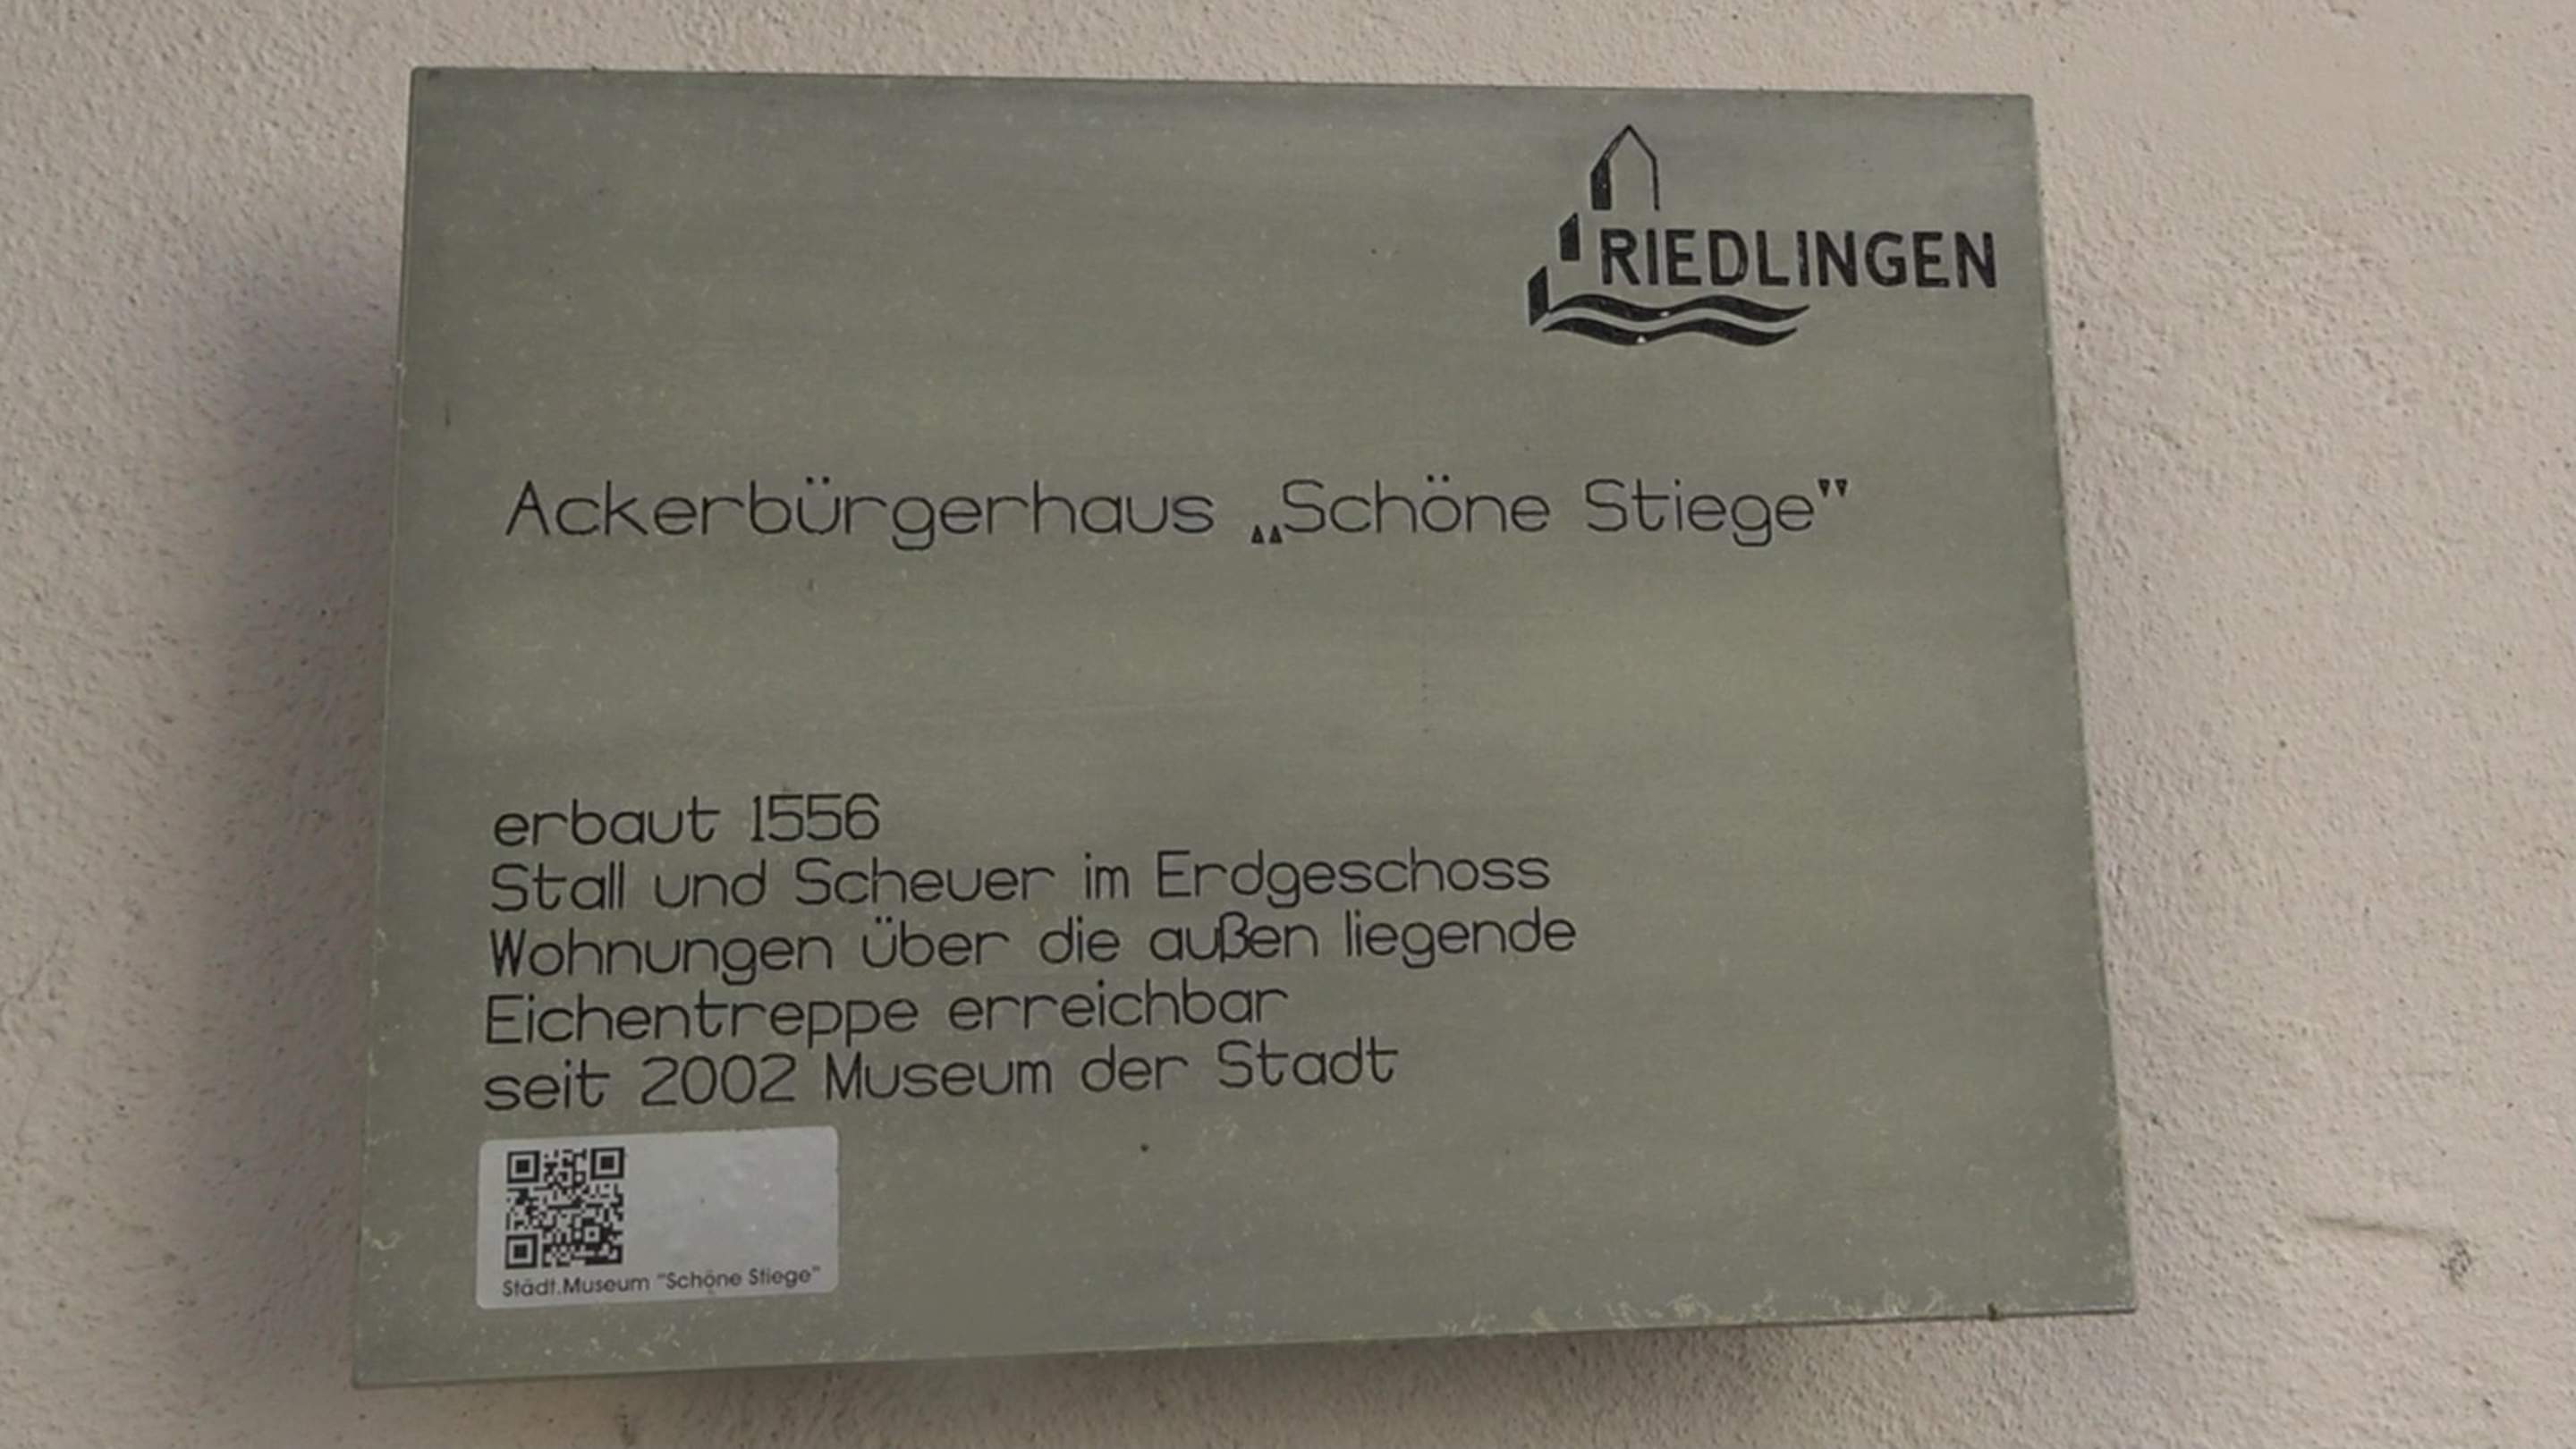 RIEDLINGEN
Ackerbürgerhaus „Schöne Stiege"
erbaut 1556
Stall und Scheuer im Erdgeschoss
Wohnungen über die außen liegende
Eichentreppe erreichbar
seit 2002 Museum der Stadt
Städt.Museum "Schöne Stiege"